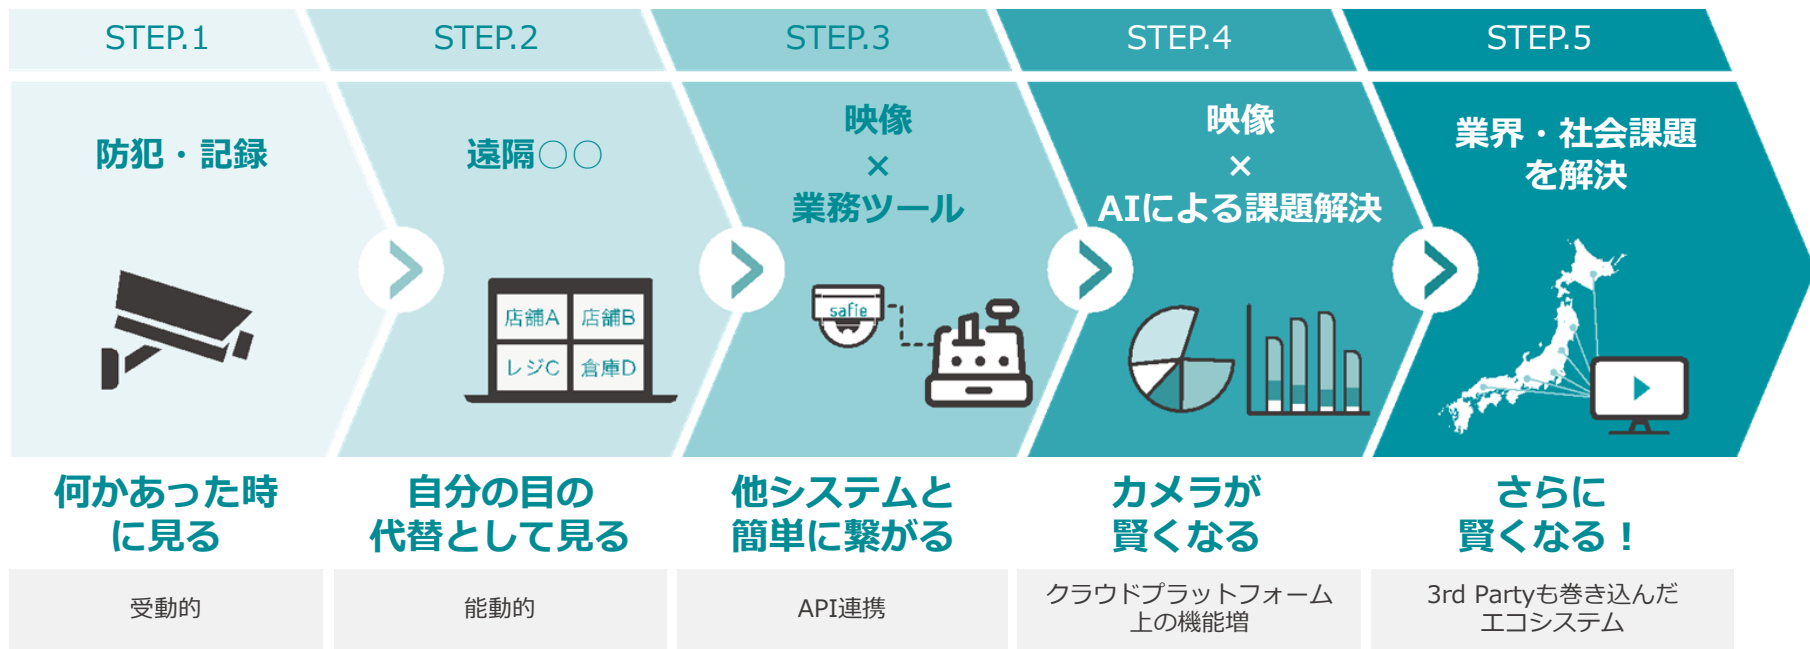 STEP.1
STEP.2
STEP.3
STEP.4
STEP.5
防犯・記録
遠隔○○
店舗A
店舗B
レジC
倉庫D
映像
×
業務ツール
safie
映像
×
AIによる課題解決
業界・社会課題
を解決
何かあった時
に見る
自分の目の
代替として見る
他システムと
簡単に繋がる
カメラが
賢くなる
さらに
賢くなる！
受動的
能動的
API連携
クラウドプラットフォーム
上の機能増
3rd Partyも巻き込んだ
エコシステム